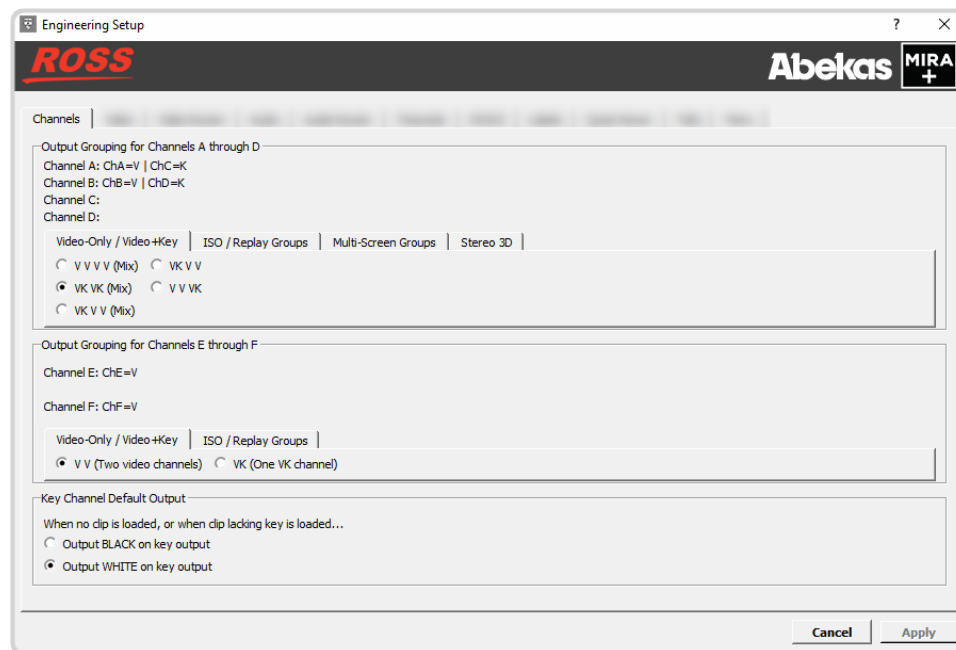 Engineering Setup ? X
ROSS Abekas MIRA +
Channels
Output Grouping for Channels A through D
Channel A: ChA=V | ChC=K
Channel B: ChB=V | ChD=K
Channel C:
Channel D:
Video-Only / Video+Key ISO / Replay Groups Multi-Screen Groups Stereo 3D
V V V V (Mix) VK V V
VK VK (Mix) V V VK
VK V V (Mix)
Output Grouping for Channels E through F
Channel E: ChE=V
Channel F: ChF=V
Video-Only / Video+Key ISO / Replay Groups
V V (Two video channels) VK (One VK channel)
Key Channel Default Output
When no clip is loaded, or when clip lacking key is loaded...
Output BLACK on key output
Output WHITE on key output
Cancel Apply